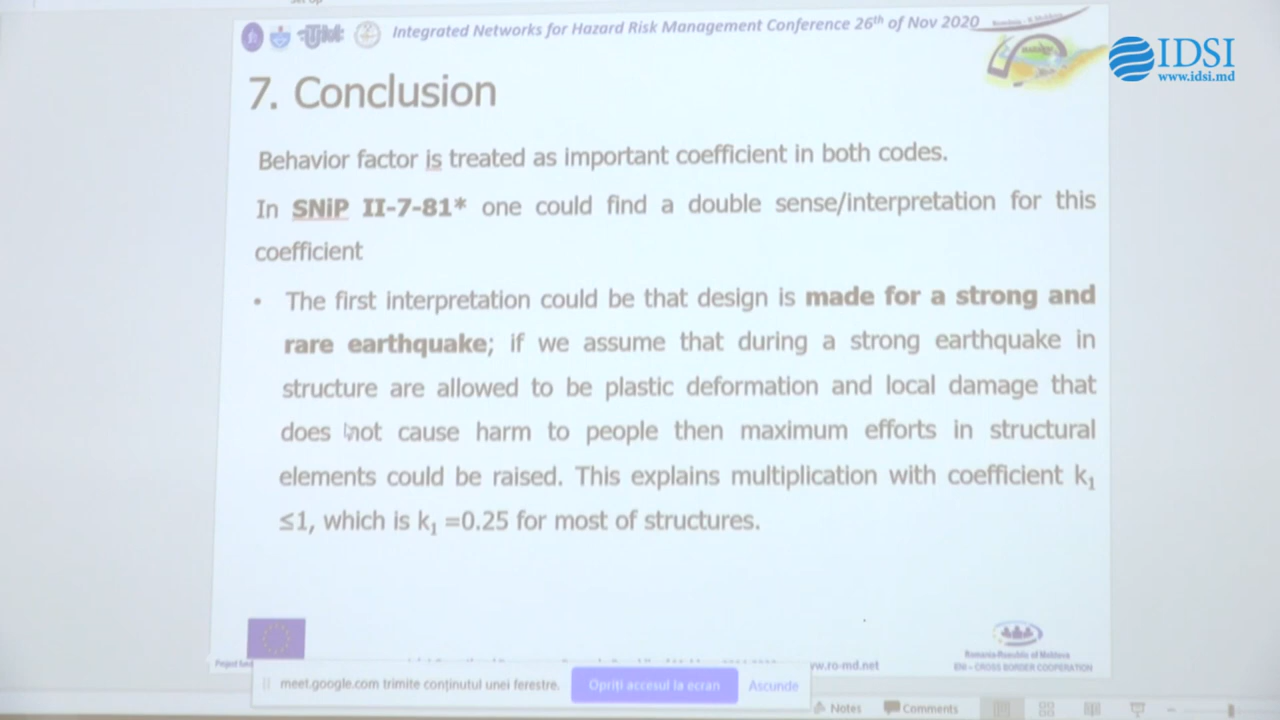 Integrated Networks for Hazard Risk Management Conference 26th of Nov 2020
IDSI
www.idsi.md
7. Conclusion
Behavior factor is treated as important coefficient in both codes.
In SNiP II-7-81* one could find a double sense/interpretation for this
coefficient
• The first interpretation could be that design is made for a strong and
rare earthquake; if we assume that during a strong earthquake in
structure are allowed to be plastic deformation and local damage that
does not cause harm to people then maximum efforts in structural
elements could be raised. This explains multiplication with coefficient k₁
≤1, which is k₁ =0.25 for most of structures.
Romania-Republic of Moldova
ENI - CROSS BORDER COOPERATION
ro-md.net
meet.google.com trimite conținutul unei ferestre.
Opriți accesul la ecran
Ascunde
Notes
Comments